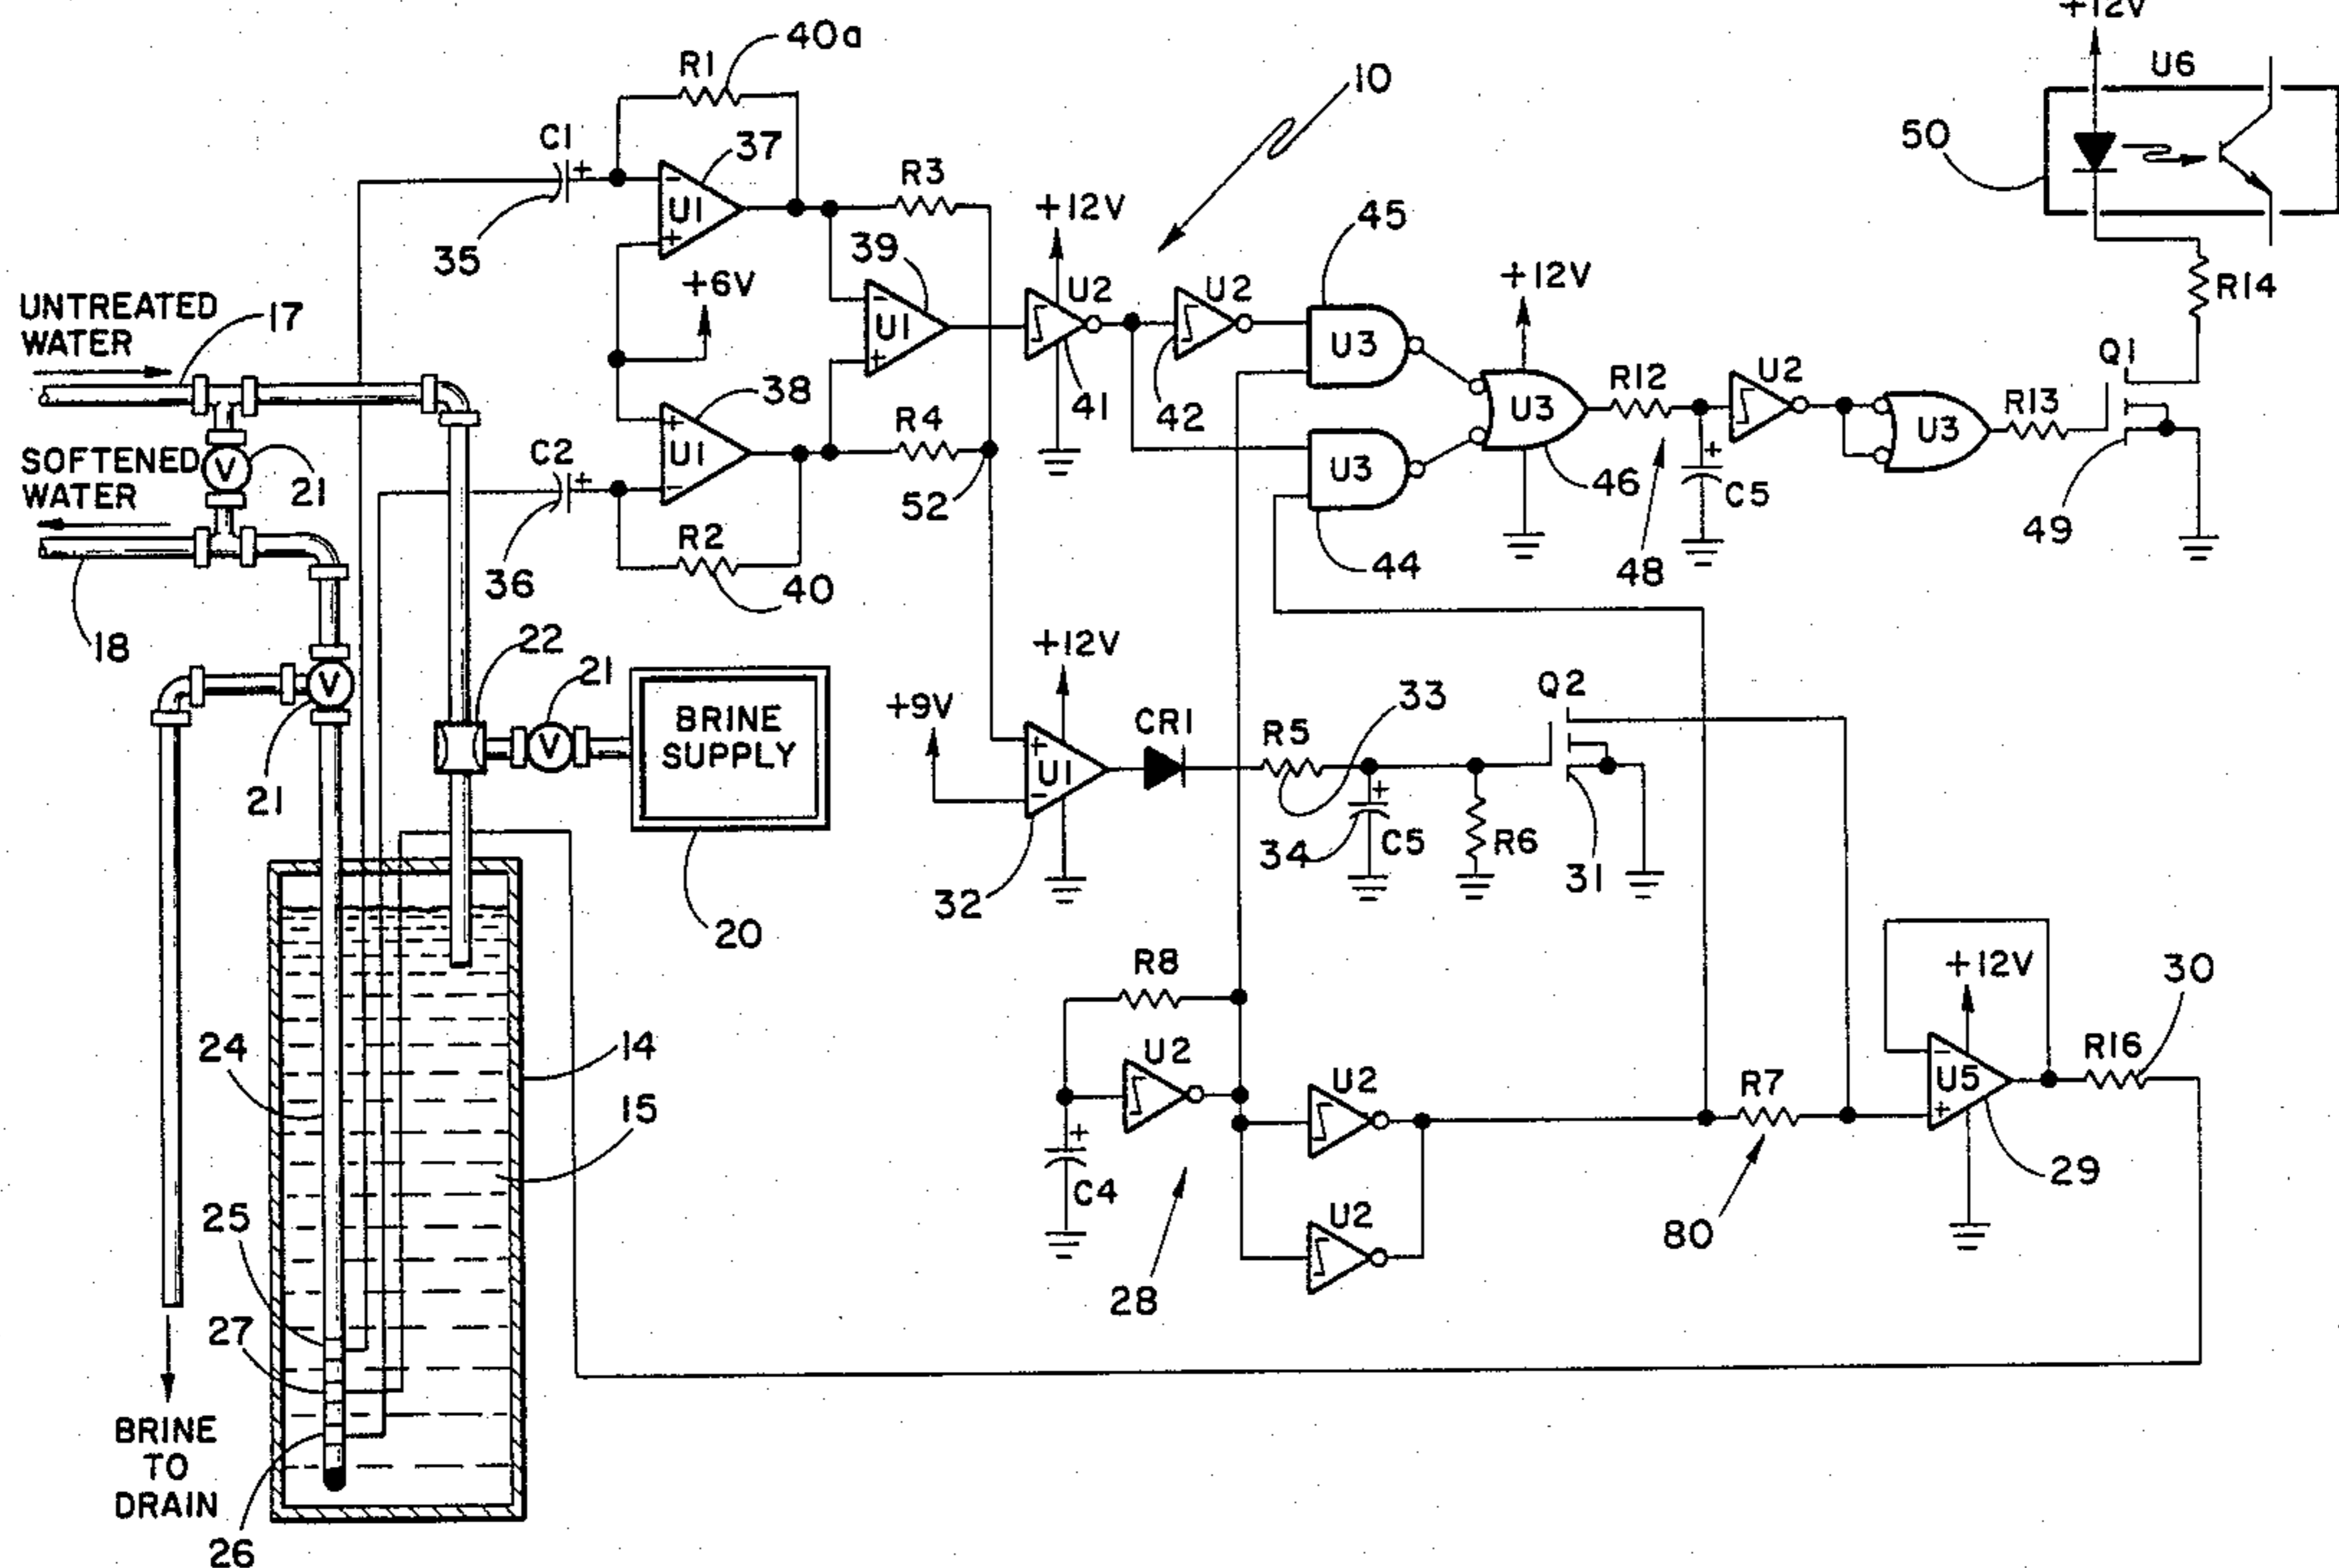 +12V
U6
50
R14
R1
40a
C1
+
37
−
U1
+
35
R3
10
+12V
39
U2
U2
45
U3
+12V
+6V
−
U1
+
41
42
UNTREATED
WATER
17
38
+
U1
−
R4
C2
+
36
R2
40
52
U3
44
U3
46
R12
48
+
C5
U2
U3
R13
Q1
49
SOFTENED
WATER
V
21
18
V
21
22
21
V
BRINE
SUPPLY
20
+9V
+12V
+
U1
−
32
CR1
R5
33
+
34
C5
R6
Q2
31
R8
U2
+
C4
28
U2
U2
R7
80
+12V
−
U5
+
29
R16
30
24
14
15
25
27
26
BRINE
TO
DRAIN